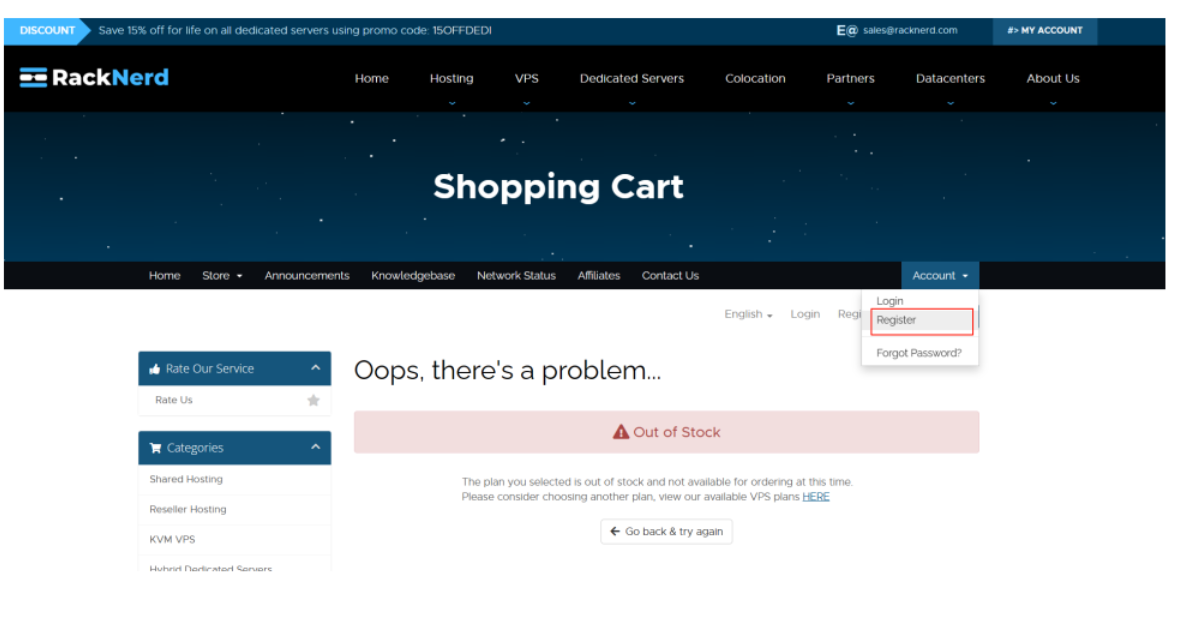 DISCOUNT Save 15% off for life on all dedicated servers using promo code: 15OFFDEDI E@ sales@racknerd.com #> MY ACCOUNT
RackNerd Home Hosting VPS Dedicated Servers Colocation Partners Datacenters About Us
Shopping Cart
Home Store Announcements Knowledgebase Network Status Affiliates Contact Us Account
Login
English Login Regi
Register
Forgot Password?
Rate Our Service
Rate Us
Oops, there's a problem...
Out of Stock
Categories
Shared Hosting
Reseller Hosting
KVM VPS
Hybrid Dedicated Servers
The plan you selected is out of stock and not available for ordering at this time.
Please consider choosing another plan, view our available VPS plans HERE
Go back & try again